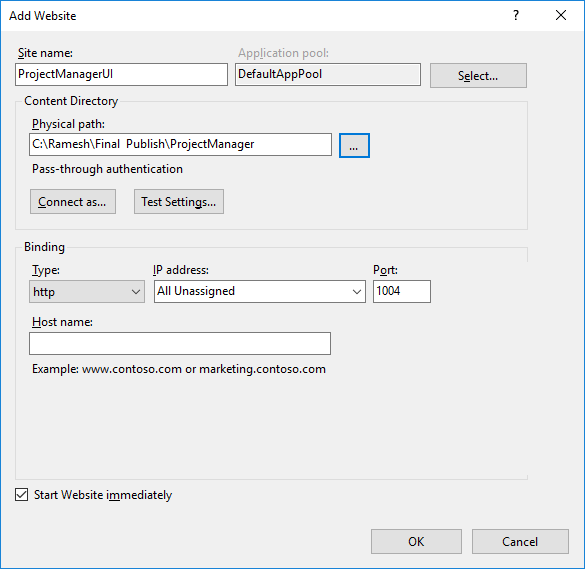 Add Website
?
Site name: Application pool:
ProjectManagerUI DefaultAppPool Select...
Content Directory
Physical path:
C:\Ramesh\Final  Publish\ProjectManager ...
Pass-through authentication
Connect as... Test Settings...
Binding
Type: IP address: Port:
http All Unassigned 1004
Host name:
Example: www.contoso.com or marketing.contoso.com
Start Website immediately
OK Cancel